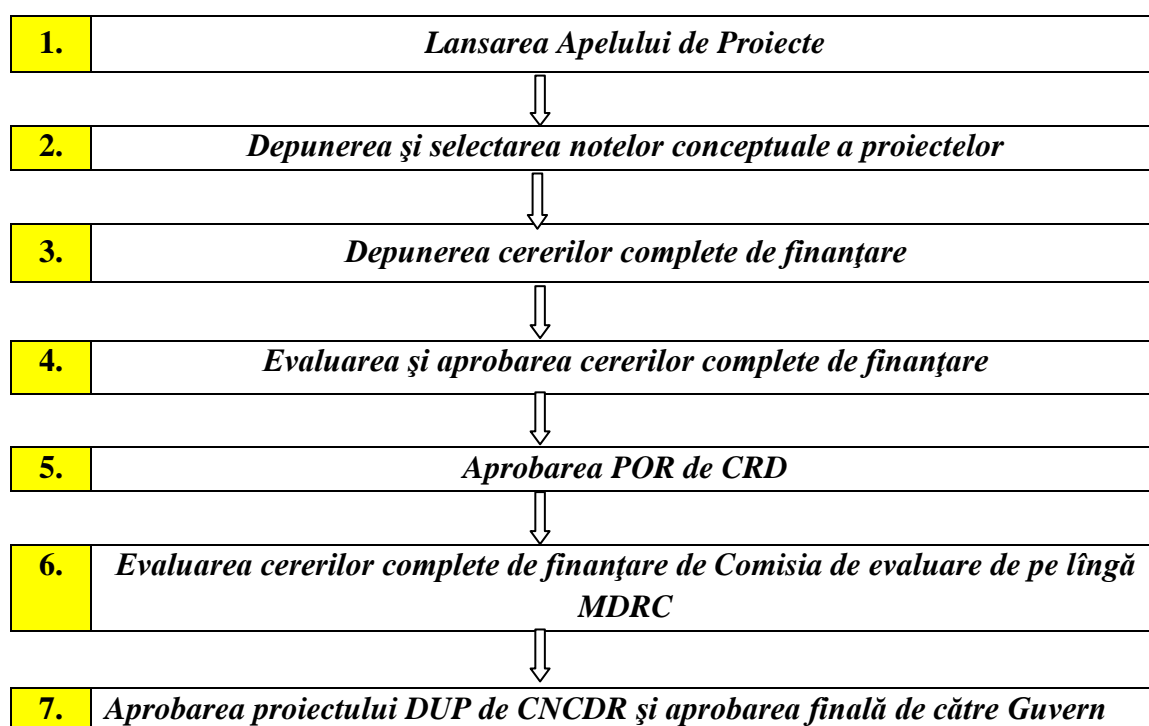 1. Lansarea Apelului de Proiecte
2. Depunerea şi selectarea notelor conceptuale a proiectelor
3. Depunerea cererilor complete de finanţare
4. Evaluarea şi aprobarea cererilor complete de finanţare
5. Aprobarea POR de CRD
6. Evaluarea cererilor complete de finanţare de Comisia de evaluare de pe lîngă
MDRC
7. Aprobarea proiectului DUP de CNCDR şi aprobarea finală de către Guvern